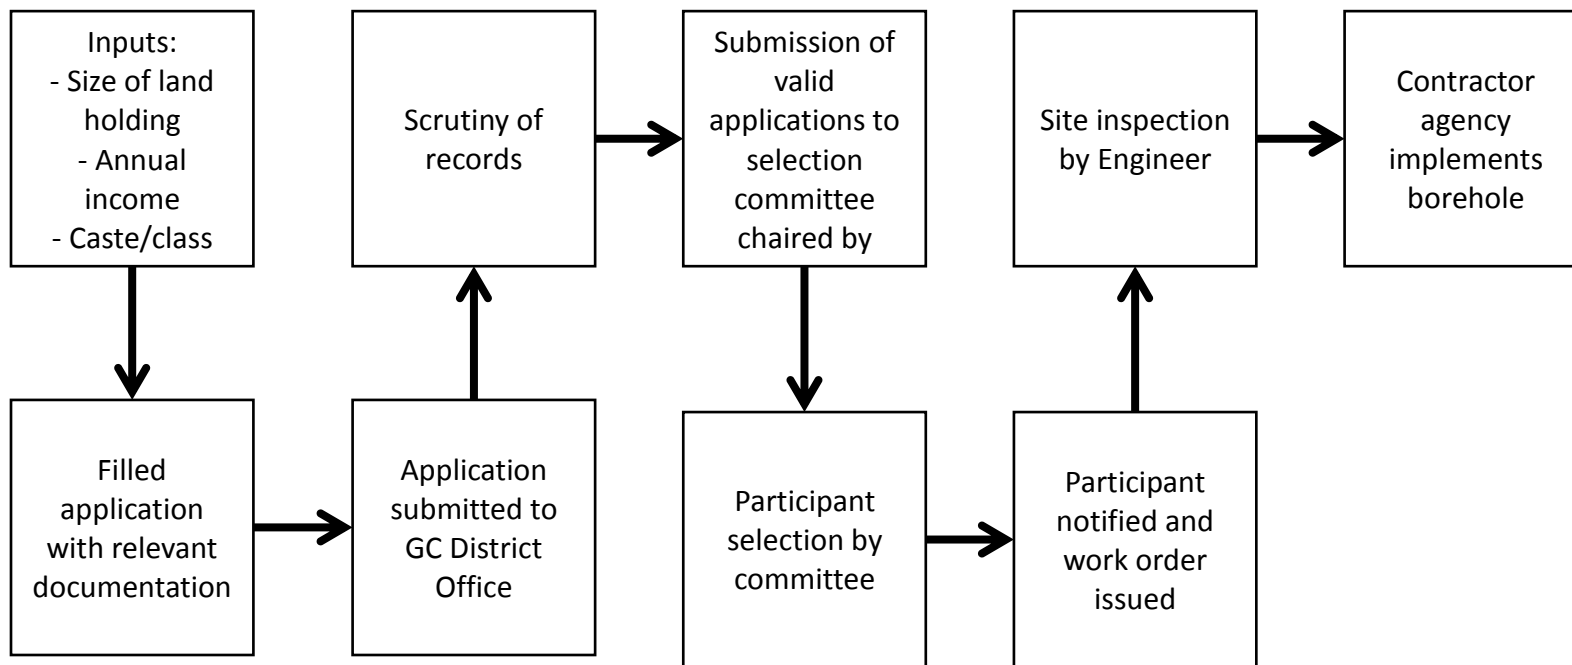 Inputs:
- Size of land
holding
- Annual
income
- Caste/class
Filled
application
with relevant
documentation
Application
submitted to
GC District
Office
Scrutiny of
records
Submission of
valid
applications to
selection
committee
chaired by
Participant
selection by
committee
Participant
notified and
work order
issued
Site inspection
by Engineer
Contractor
agency
implements
borehole